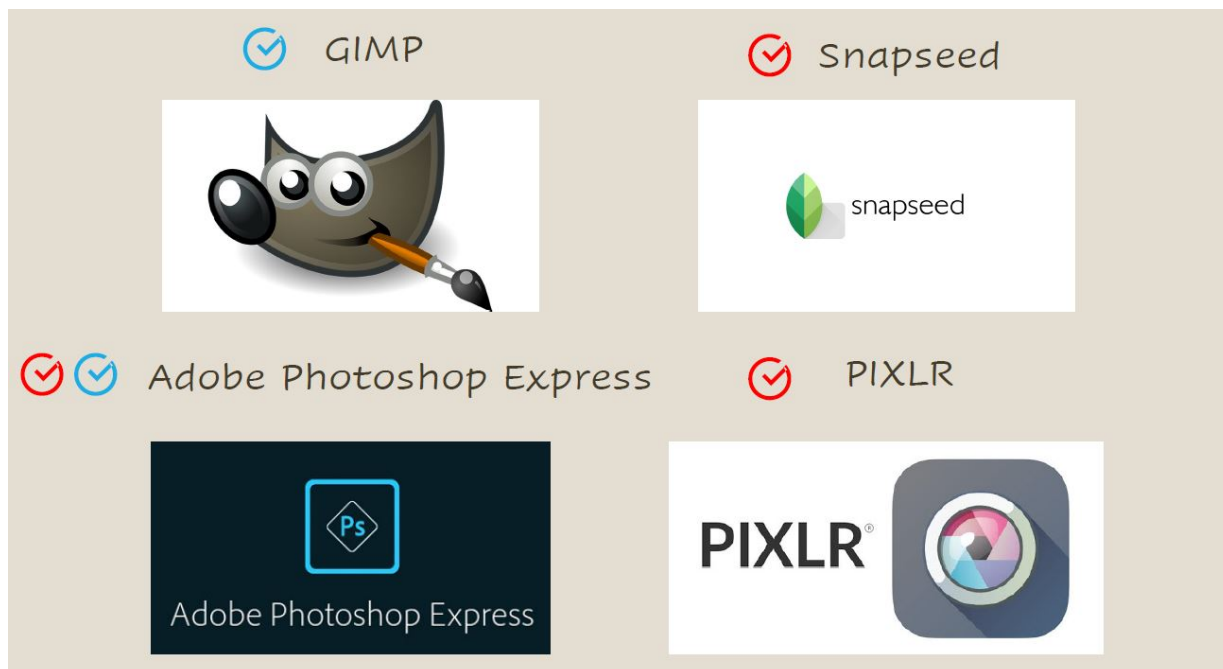 GIMP
Snapseed
snapseed
Adobe Photoshop Express
PIXLR
Ps
Adobe Photoshop Express
PIXLR®